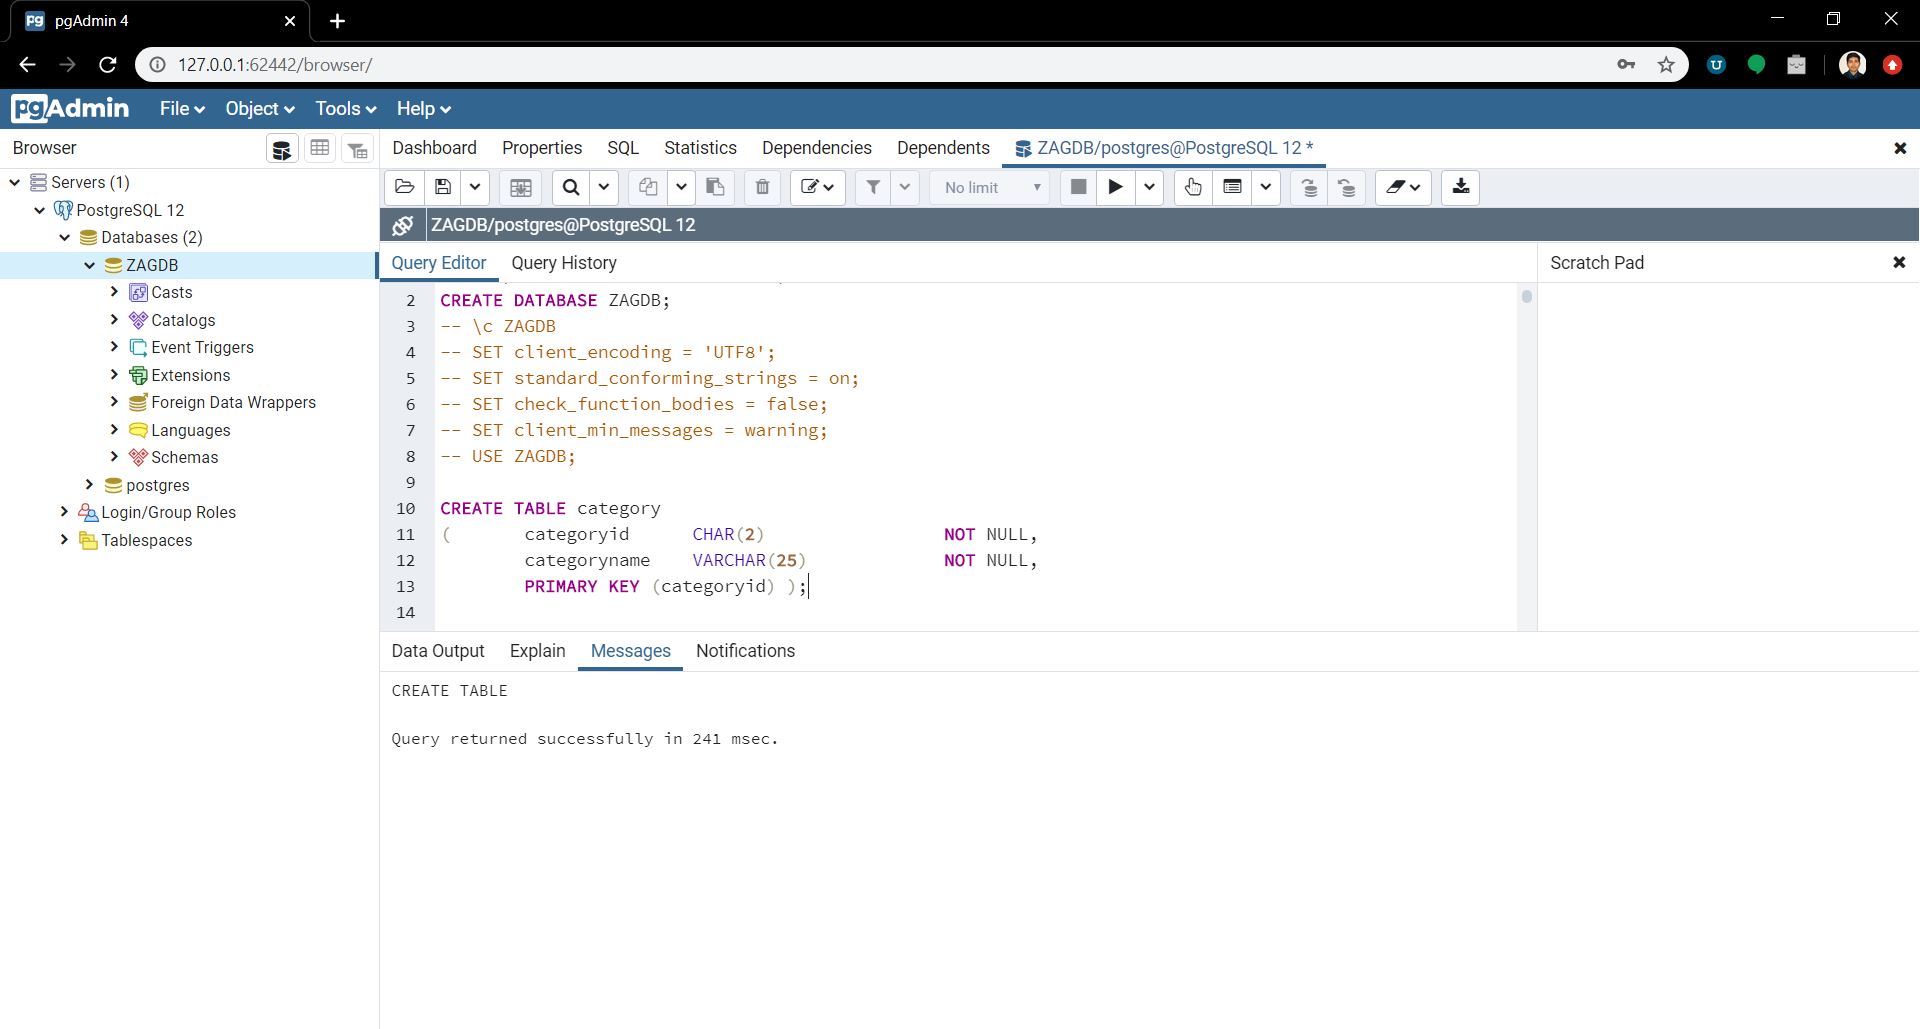 pgAdmin 4
127.0.0.1:62442/browser/
pgAdmin File Object Tools Help
Browser
Dashboard Properties SQL Statistics Dependencies Dependents ZAGDB/postgres@PostgreSQL 12 *
Servers (1)
PostgreSQL 12
Databases (2)
ZAGDB
Casts
Catalogs
Event Triggers
Extensions
Foreign Data Wrappers
Languages
Schemas
postgres
Login/Group Roles
Tablespaces
No limit
ZAGDB/postgres@PostgreSQL 12
Query Editor Query History
Scratch Pad
2 CREATE DATABASE ZAGDB;
3 -- \c ZAGDB
4 -- SET client_encoding = 'UTF8';
5 -- SET standard_conforming_strings = on;
6 -- SET check_function_bodies = false;
7 -- SET client_min_messages = warning;
8 -- USE ZAGDB;
9
10 CREATE TABLE category
11 ( categoryid CHAR(2) NOT NULL,
12 categoryname VARCHAR(25) NOT NULL,
13 PRIMARY KEY (categoryid) );
14
Data Output Explain Messages Notifications
CREATE TABLE
Query returned successfully in 241 msec.